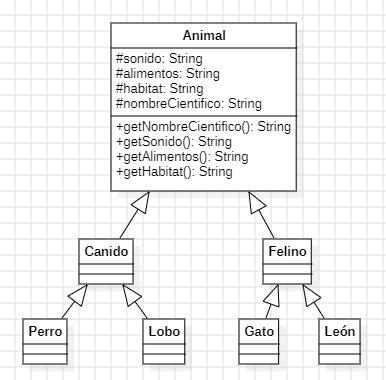 Animal
#sonido: String
#alimentos: String
#habitat: String
#nombreCientifico: String
+getNombreCientifico(): String
+getSonido(): String
+getAlimentos(): String
+getHabitat(): String
Canido
Felino
Perro
Lobo
Gato
León